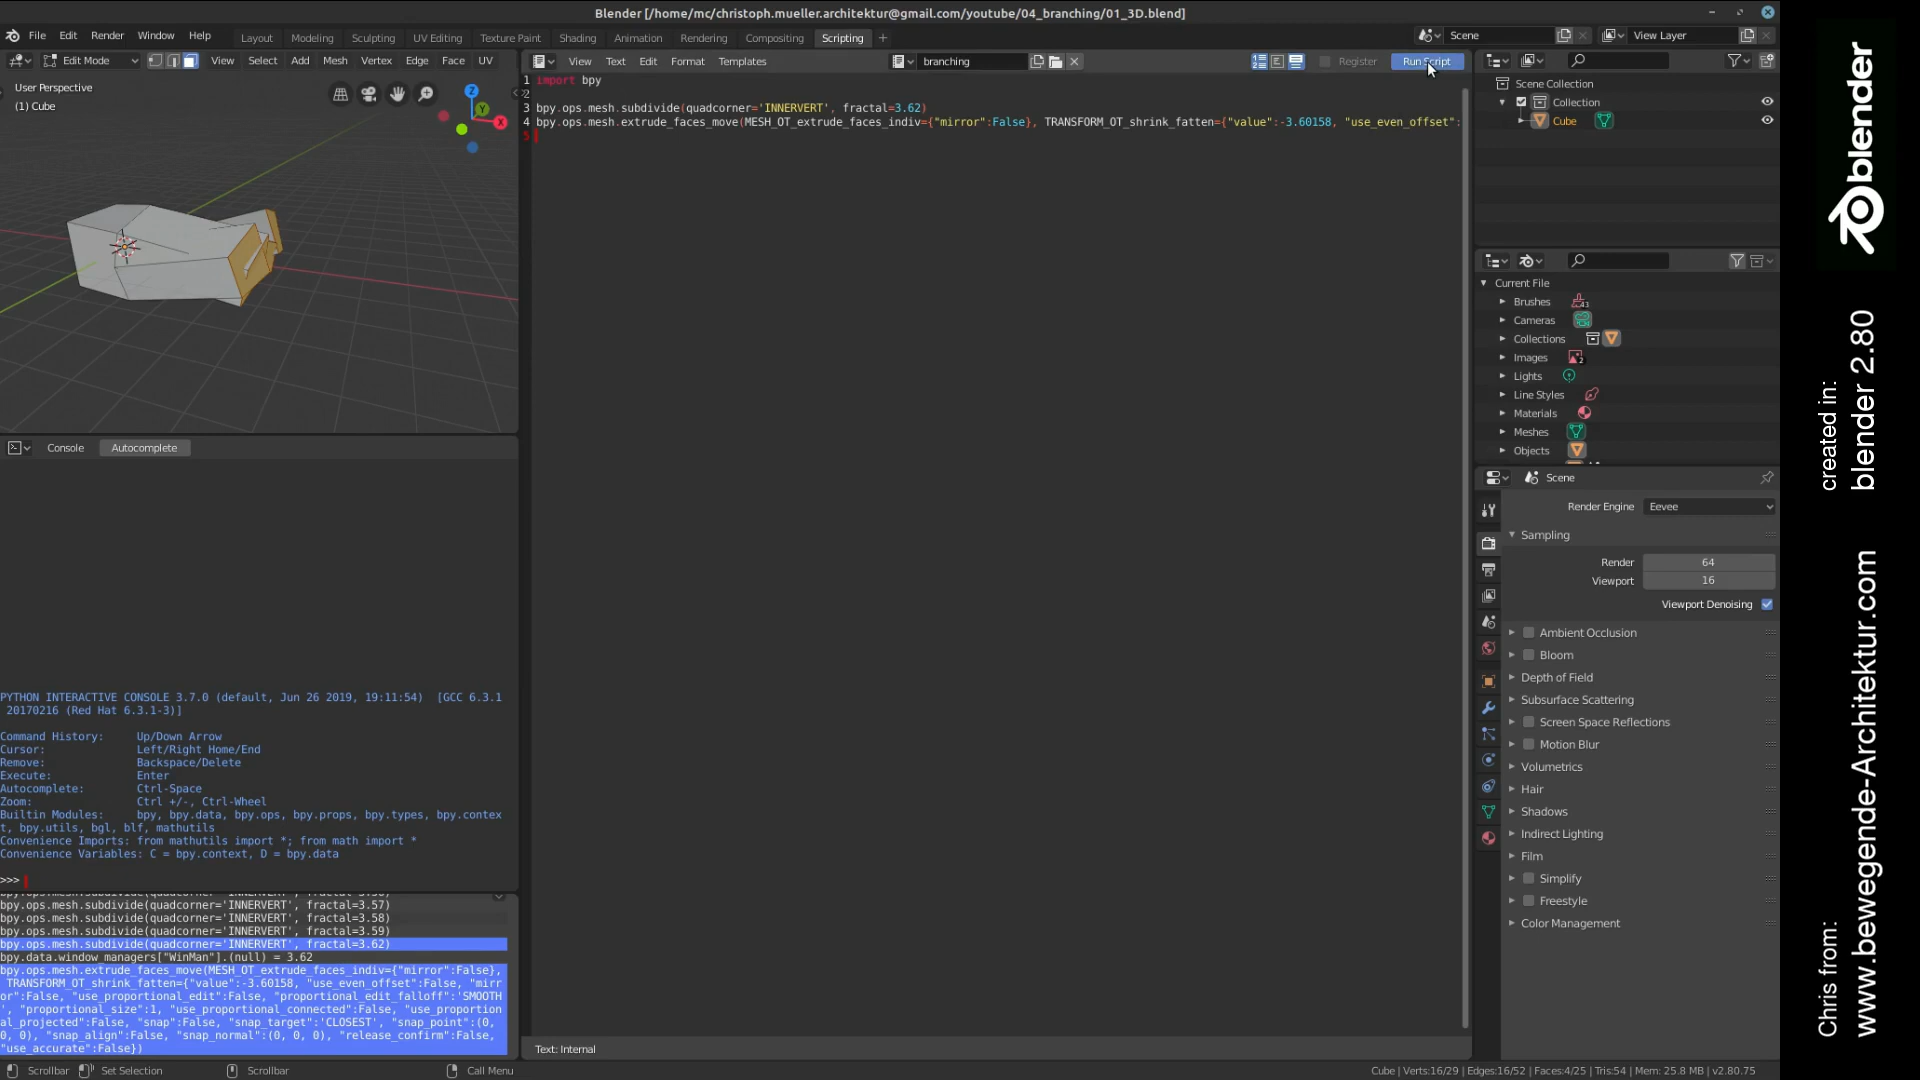 Blender [/home/mc/christoph.mueller.architektur@gmail.com/youtube/04_branching/01_3D.blend]
File Edit Render Window Help Layout Modeling Sculpting UV Editing Texture Paint Shading Animation Rendering Compositing Scripting + Scene View Layer
Edit Mode View Select Add Mesh Vertex Edge Face UV
View Text Edit Format Templates branching Register Run Script
User Perspective
(1) Cube
Z
Y
X
1 import bpy
2
3 bpy.ops.mesh.subdivide(quadcorner='INNERVERT', fractal=3.62)
4 bpy.ops.mesh.extrude_faces_move(MESH_OT_extrude_faces_indiv={"mirror":False}, TRANSFORM_OT_shrink_fatten={"value":-3.60158, "use_even_offset":
5
Scene Collection
Collection
Cube
Current File
Brushes
43
Cameras
Collections
Images
2
Lights
Line Styles
Materials
Meshes
Objects
Console Autocomplete
PYTHON INTERACTIVE CONSOLE 3.7.0 (default, Jun 26 2019, 19:11:54)  [GCC 6.3.1
20170216 (Red Hat 6.3.1-3)]
Command History:     Up/Down Arrow
Cursor:              Left/Right Home/End
Remove:              Backspace/Delete
Execute:             Enter
Autocomplete:        Ctrl-Space
Zoom:                Ctrl +/-, Ctrl-Wheel
Builtin Modules:     bpy, bpy.data, bpy.ops, bpy.props, bpy.types, bpy.contex
t, bpy.utils, bgl, blf, mathutils
Convenience Imports: from mathutils import *; from math import *
Convenience Variables: C = bpy.context, D = bpy.data
>>>
bpy.ops.mesh.subdivide(quadcorner='INNERVERT', fractal=3.57)
bpy.ops.mesh.subdivide(quadcorner='INNERVERT', fractal=3.58)
bpy.ops.mesh.subdivide(quadcorner='INNERVERT', fractal=3.59)
bpy.ops.mesh.subdivide(quadcorner='INNERVERT', fractal=3.62)
bpy.data.window_managers["WinMan"].(null) = 3.62
bpy.ops.mesh.extrude_faces_move(MESH_OT_extrude_faces_indiv={"mirror":False},
TRANSFORM_OT_shrink_fatten={"value":-3.60158, "use_even_offset":False, "mirr
or":False, "use_proportional_edit":False, "proportional_edit_falloff":'SMOOTH
', "proportional_size":1, "use_proportional_connected":False, "use_proportion
al_projected":False, "snap":False, "snap_target":'CLOSEST', "snap_point":(0,
0, 0), "snap_align":False, "snap_normal":(0, 0, 0), "release_confirm":False,
"use_accurate":False})
Scene
Render Engine Eevee
Sampling
Render 64
Viewport 16
Viewport Denoising
Ambient Occlusion
Bloom
Depth of Field
Subsurface Scattering
Screen Space Reflections
Motion Blur
Volumetrics
Hair
Shadows
Indirect Lighting
Film
Simplify
Freestyle
Color Management
Text: Internal
Scrollbar Set Selection Scrollbar Call Menu
Cube | Verts:16/29 | Edges:16/52 | Faces:4/25 | Tris:54 | Mem: 25.8 MB | v2.80.75
blender
created in:
blender 2.80
Chris from:
www.bewegende-Architektur.com